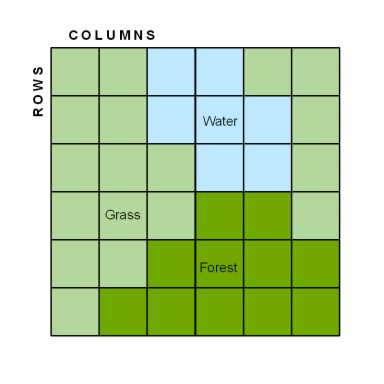 COLUMNS
ROWS
Water
Grass
Forest